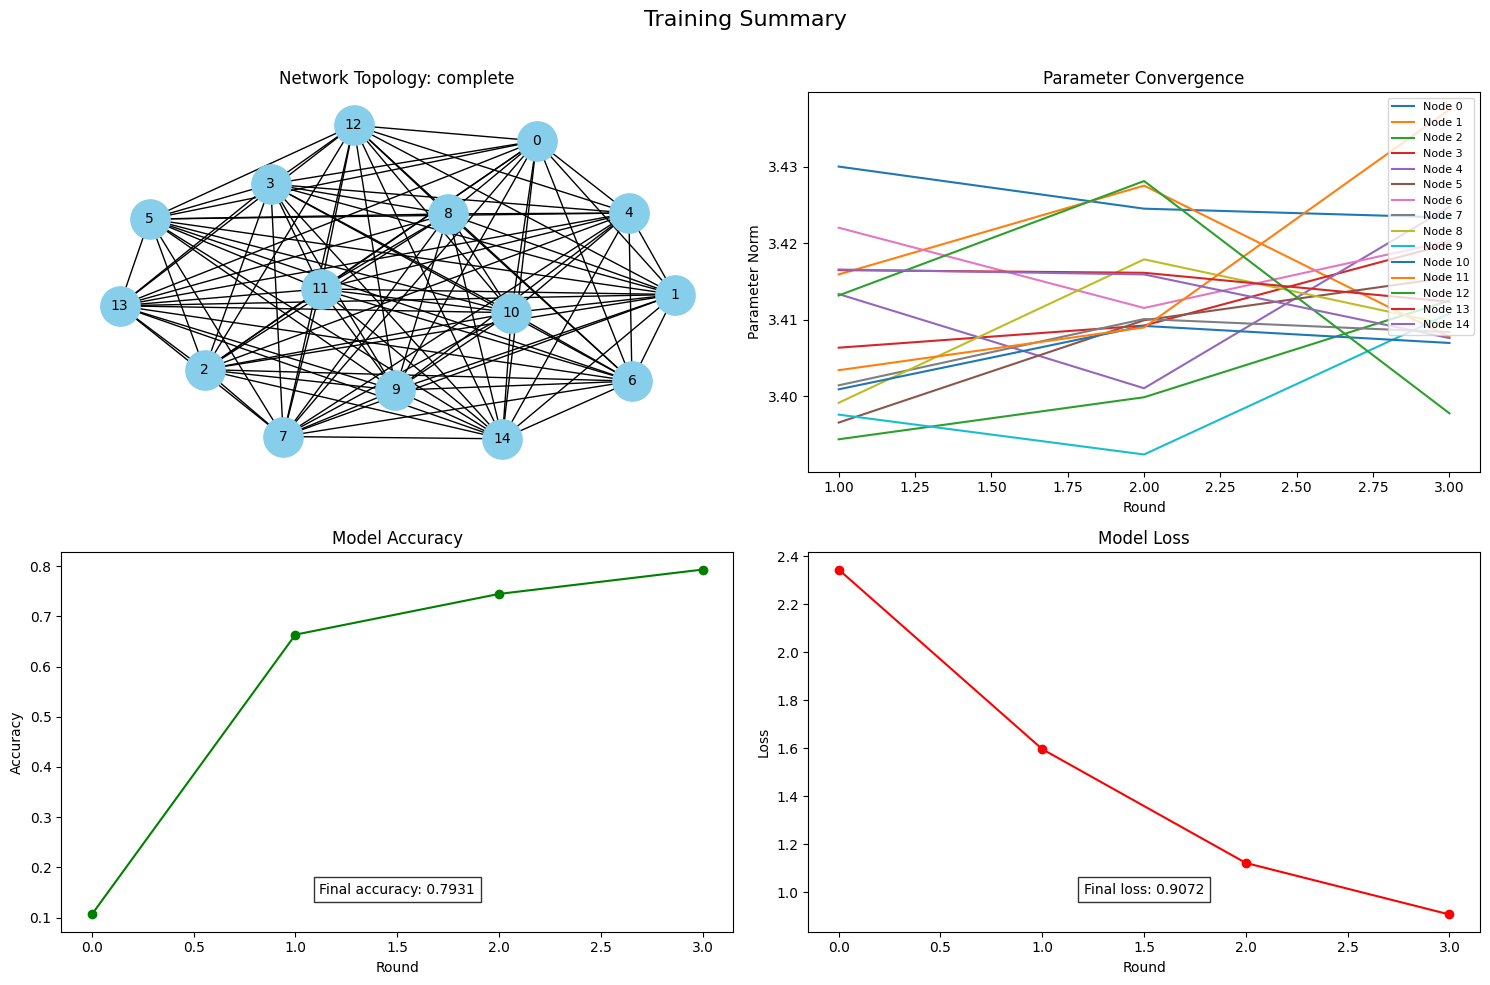 Training Summary
Network Topology: complete
12
0
3
8
4
5
11
1
13
10
2
9
6
7
14
Parameter Convergence
Parameter Norm
3.43
3.42
3.41
3.40
Node 0
Node 1
Node 2
Node 3
Node 4
Node 5
Node 6
Node 7
Node 8
Node 9
Node 10
Node 11
Node 12
Node 13
Node 14
1.00 1.25 1.50 1.75 2.00 2.25 2.50 2.75 3.00
Round
Model Accuracy
Accuracy
0.8
0.7
0.6
0.5
0.4
0.3
0.2
0.1
Final accuracy: 0.7931
0.0 0.5 1.0 1.5 2.0 2.5 3.0
Round
Model Loss
Loss
2.4
2.2
2.0
1.8
1.6
1.4
1.2
1.0
Final loss: 0.9072
0.0 0.5 1.0 1.5 2.0 2.5 3.0
Round